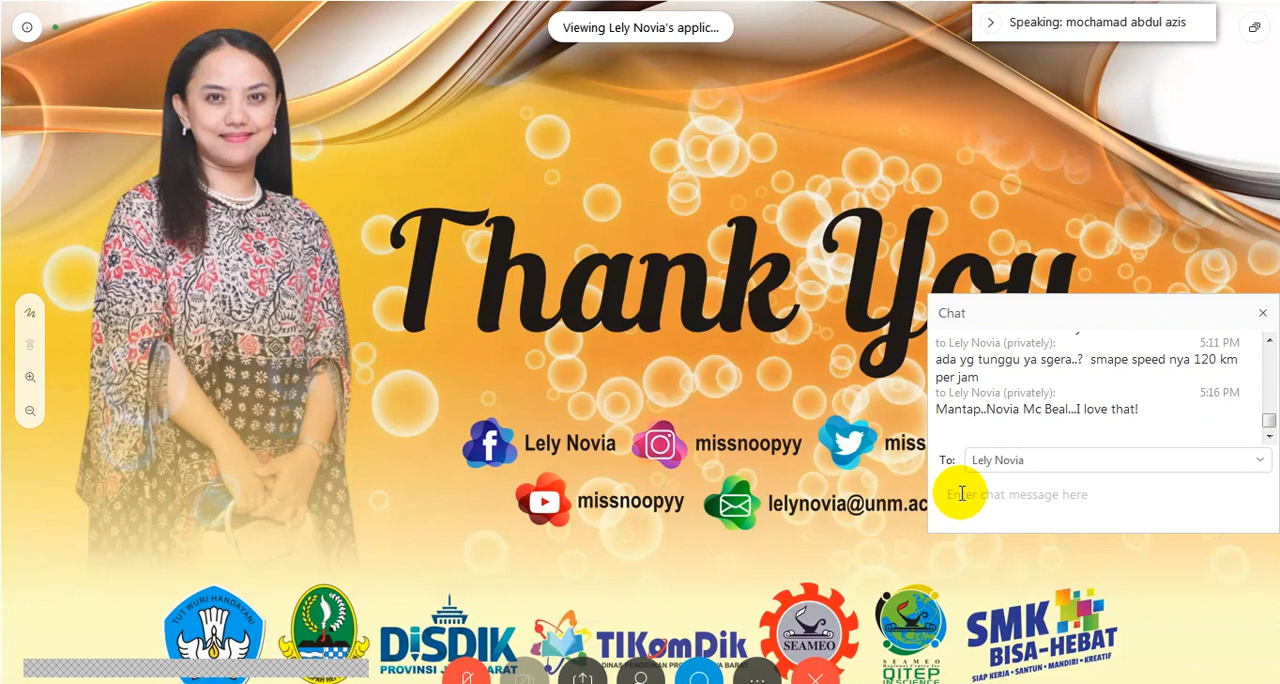 Viewing Lely Novia's applic...
Speaking: mochamad abdul azis
Thank You
Chat
to Lely Novia (privately): 5:11 PM
ada yg tunggu ya sgera..? smape speed nya 120 km
per jam
to Lely Novia (privately): 5:16 PM
Mantap..Novia Mc Beal...I love that!
To: Lely Novia
Enter chat message here
Lely Novia missnoopyy miss
missnoopyy lelynovia@unm.ac
TUT WURI HANDAYANI
DISDIK
TIKomDik
SEAMEO
SEAMEO
QITEP
IN SCIENCE
SMK
BISA-HEBAT
SIAP KERJA • SANTUN • MANDIRI • KREATIF